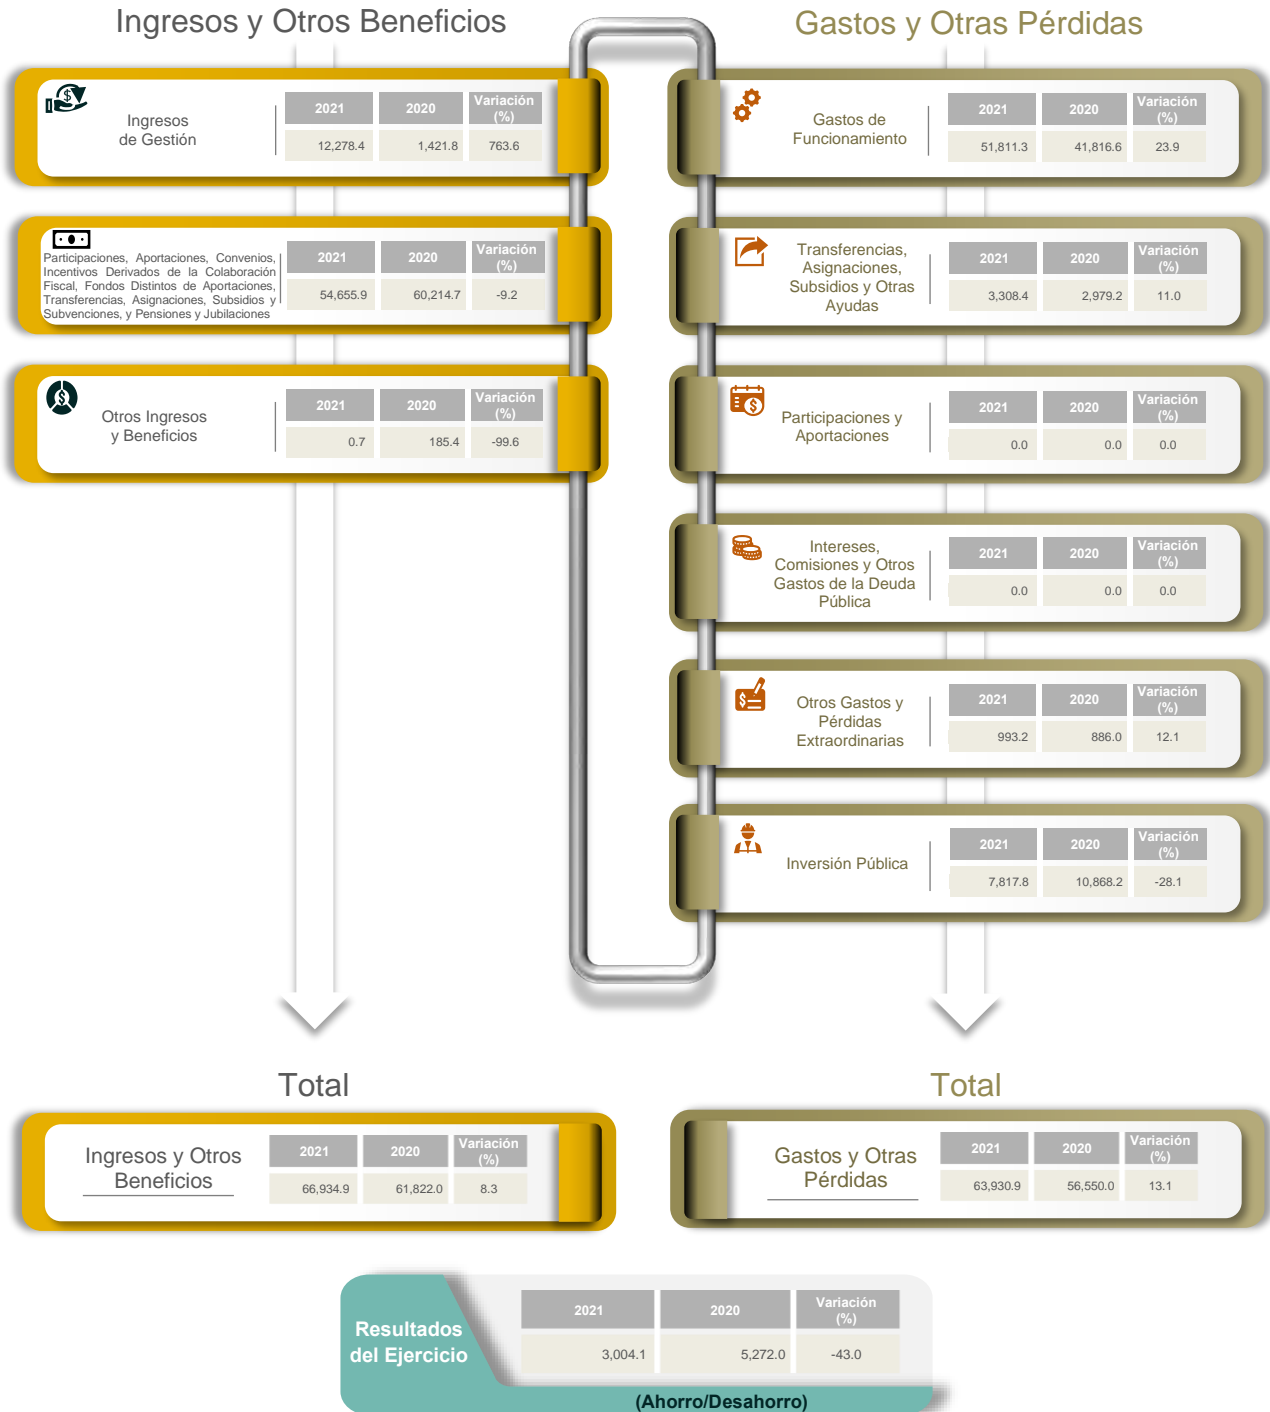 Ingresos y Otros Beneficios
Ingresos
de Gestión
2021 2020 Variación
(%)
12,278.4 1,421.8 763.6
Participaciones, Aportaciones, Convenios,
Incentivos Derivados de la Colaboración
Fiscal, Fondos Distintos de Aportaciones,
Transferencias, Asignaciones, Subsidios y
Subvenciones, y Pensiones y Jubilaciones
2021 2020 Variación
(%)
54,655.9 60,214.7 -9.2
Otros Ingresos
y Beneficios
2021 2020 Variación
(%)
0.7 185.4 -99.6
Gastos y Otras Pérdidas
Gastos de
Funcionamiento
2021 2020 Variación
(%)
51,811.3 41,816.6 23.9
Transferencias,
Asignaciones,
Subsidios y Otras
Ayudas
2021 2020 Variación
(%)
3,308.4 2,979.2 11.0
Participaciones y
Aportaciones
2021 2020 Variación
(%)
0.0 0.0 0.0
Intereses,
Comisiones y Otros
Gastos de la Deuda
Pública
2021 2020 Variación
(%)
0.0 0.0 0.0
Otros Gastos y
Pérdidas
Extraordinarias
2021 2020 Variación
(%)
993.2 886.0 12.1
Inversión Pública
2021 2020 Variación
(%)
7,817.8 10,868.2 -28.1
Total
Ingresos y Otros
Beneficios
2021 2020 Variación
(%)
66,934.9 61,822.0 8.3
Total
Gastos y Otras
Pérdidas
2021 2020 Variación
(%)
63,930.9 56,550.0 13.1
Resultados
del Ejercicio
2021 2020 Variación
(%)
3,004.1 5,272.0 -43.0
(Ahorro/Desahorro)